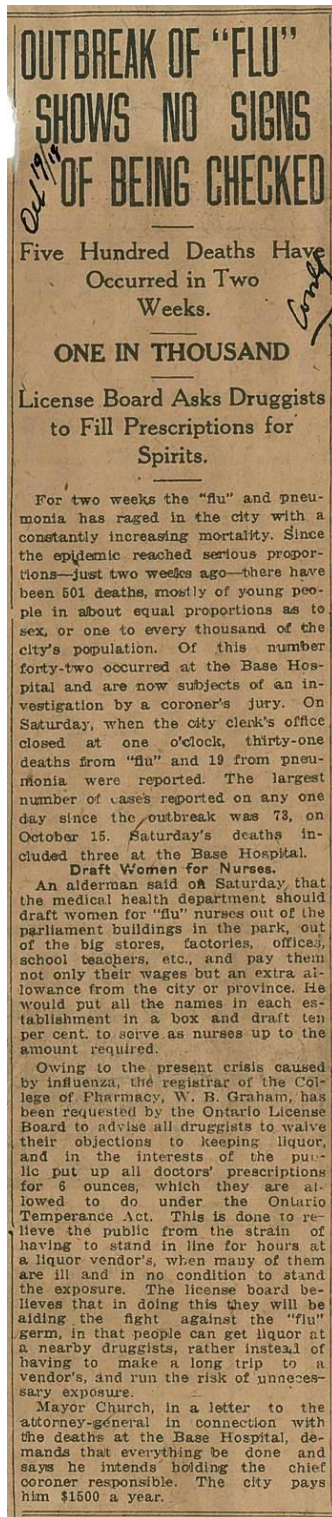 OUTBREAK OF "FLU"
SHOWS NO SIGNS
OF BEING CHECKED
Oct 19/18
Five Hundred Deaths Have
Occurred in Two
Weeks.
ONE IN THOUSAND
License Board Asks Druggists
to Fill Prescriptions for
Spirits.
For two weeks the "flu" and pneu-
monia has raged in the city with a
constantly increasing mortality. Since
the epidemic reached serious propor-
tions—just two weeks ago—there have
been 501 deaths, mostly of young peo-
ple in about equal proportions as to
sex, or one to every thousand of the
city's population. Of this number
forty-two occurred at the Base Hos-
pital and are now subjects of an in-
vestigation by a coroner's jury. On
Saturday, when the city clerk's office
closed at one o'clock, thirty-one
deaths from "flu" and 19 from pneu-
monia were reported. The largest
number of cases reported on any one
day since the outbreak was 73, on
October 15. Saturday's deaths in-
cluded three at the Base Hospital.
Draft Women for Nurses.
An alderman said on Saturday that
the medical health department should
draft women for "flu" nurses out of the
parliament buildings in the park, out
of the big stores, factories, offices,
school teachers, etc., and pay them
not only their wages but an extra al-
lowance from the city or province. He
would put all the names in each es-
tablishment in a box and draft ten
per cent. to serve as nurses up to the
amount required.
Owing to the present crisis caused
by influenza, the registrar of the Col-
lege of Pharmacy, W. B. Graham, has
been requested by the Ontario License
Board to advise all druggists to waive
their objections to keeping liquor,
and in the interests of the pub-
lic put up all doctors' prescriptions
for 6 ounces, which they are al-
lowed to do under the Ontario
Temperance Act. This is done to re-
lieve the public from the strain of
having to stand in line for hours at
a liquor vendor's, when many of them
are ill and in no condition to stand
the exposure. The license board be-
lieves that in doing this they will be
aiding the fight against the "flu"
germ, in that people can get liquor at
a nearby druggists, rather instead of
having to make a long trip to a
vendor's, and run the risk of unneces-
sary exposure.
Mayor Church, in a letter to the
attorney-general in connection with
the deaths at the Base Hospital, de-
mands that everything be done and
says he intends holding the chief
coroner responsible. The city pays
him $1500 a year.